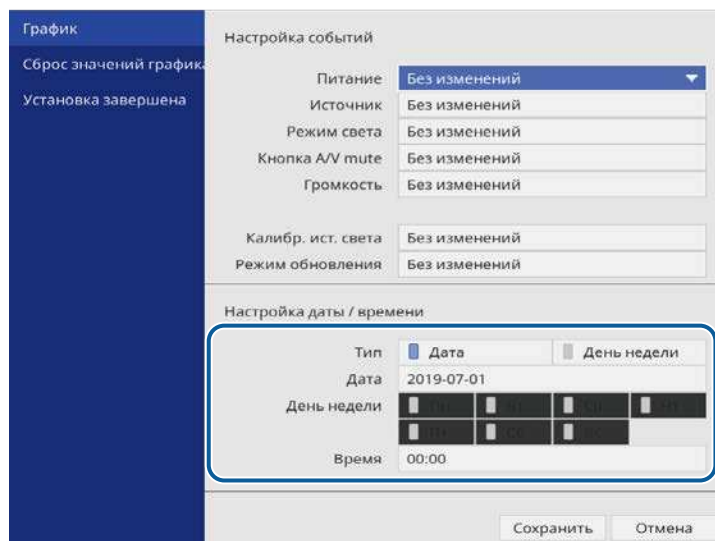 График
Сброс значений график
Установка завершена
Настройка событий
Питание Без изменений
Источник Без изменений
Режим света Без изменений
Кнопка A/V mute Без изменений
Громкость Без изменений
Калибр. ист. света Без изменений
Режим обновления Без изменений
Настройка даты / времени
Тип Дата День недели
Дата 2019-07-01
День недели
Время 00:00
Сохранить Отмена